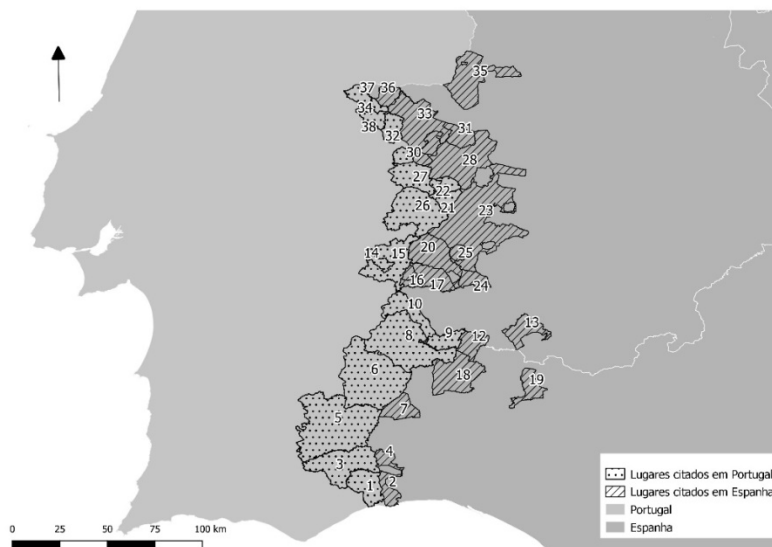 35
37 36
34 33
38 31
32
30 28
27
22
26 21 23
14 15 20 25
16 17 24
10
8 9 12 13
6 18 19
7
5
4
3
1 2
Lugares citados em Portugal
Lugares citados em Espanha
Portugal
Espanha
0 25 50 75 100 km